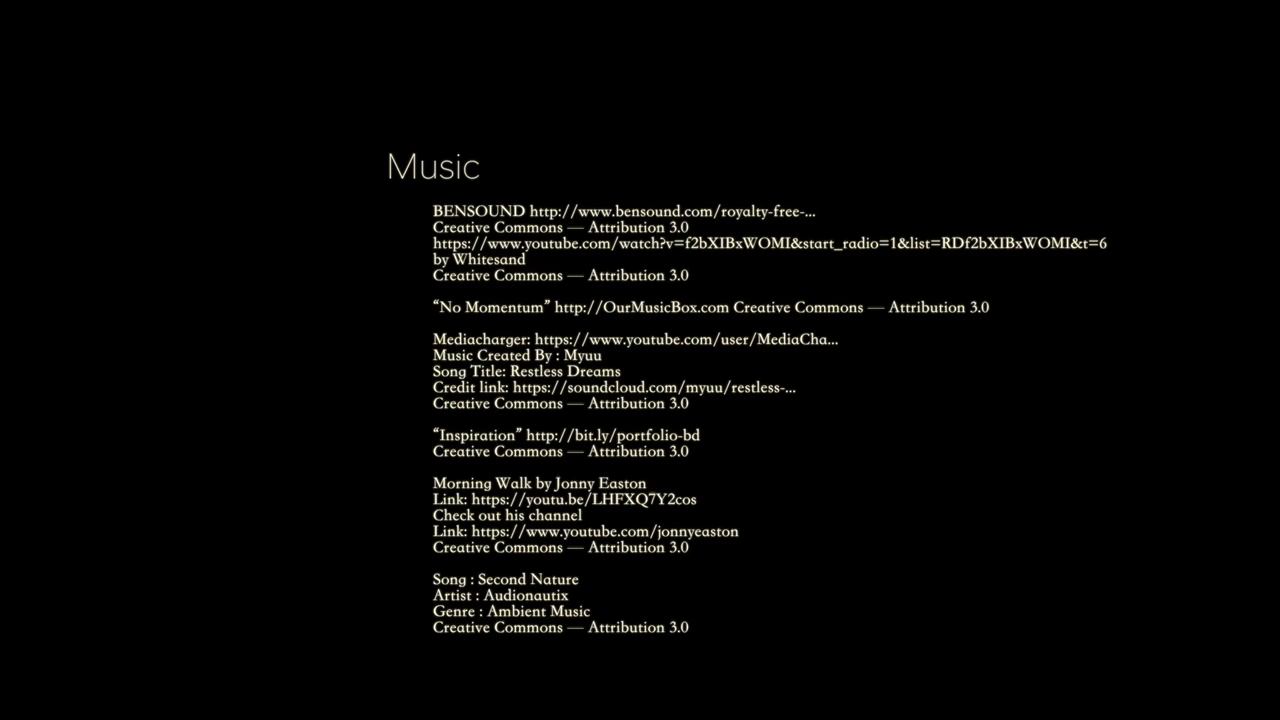 Music
BENSOUND http://www.bensound.com/royalty-free-...
Creative Commons — Attribution 3.0
https://www.youtube.com/watch?v=f2bXIBxWOMI&start_radio=1&list=RDf2bXIBxWOMI&t=6
by Whitesand
Creative Commons — Attribution 3.0
“No Momentum” http://OurMusicBox.com Creative Commons — Attribution 3.0
Mediacharger: https://www.youtube.com/user/MediaCha...
Music Created By : Myuu
Song Title: Restless Dreams
Credit link: https://soundcloud.com/myuu/restless-...
Creative Commons — Attribution 3.0
“Inspiration” http://bit.ly/portfolio-bd
Creative Commons — Attribution 3.0
Morning Walk by Jonny Easton
Link: https://youtu.be/LHFXQ7Y2cos
Check out his channel
Link: https://www.youtube.com/jonnyeaston
Creative Commons — Attribution 3.0
Song : Second Nature
Artist : Audionautix
Genre : Ambient Music
Creative Commons — Attribution 3.0